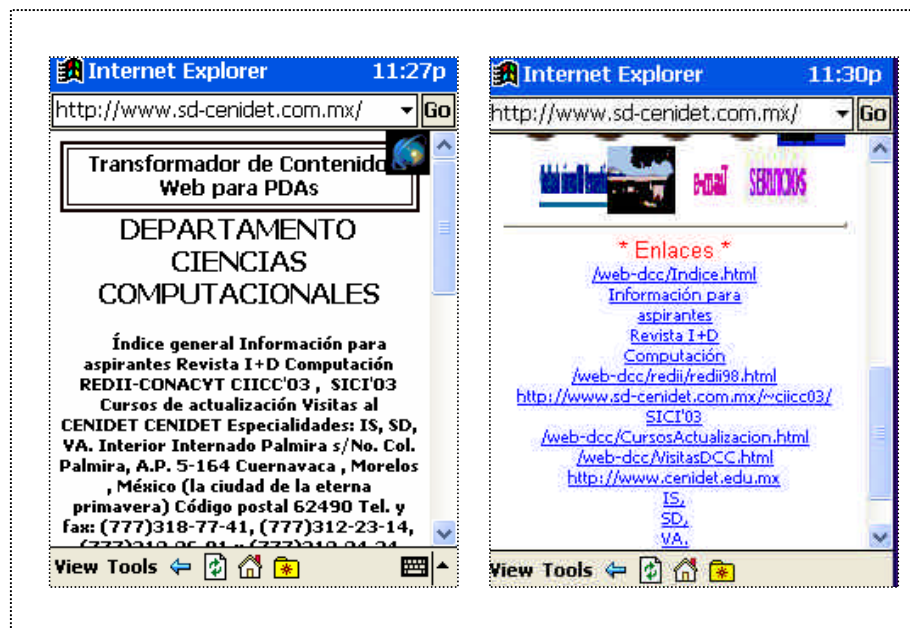 Internet Explorer 11:27p
http://www.sd-cenidet.com.mx/ Go
Transformador de Contenido
Web para PDAs
DEPARTAMENTO
CIENCIAS
COMPUTACIONALES
Índice general Información para
aspirantes Revista I+D Computación
REDII-CONACYT CIICC'03 , SICI'03
Cursos de actualización Visitas al
CENIDET CENIDET Especialidades: IS, SD,
VA. Interior Internado Palmira s/No. Col.
Palmira, A.P. 5-164 Cuernavaca , Morelos
, México (la ciudad de la eterna
primavera) Código postal 62490 Tel. y
fax: (777)318-77-41, (777)312-23-14,
View Tools
Internet Explorer 11:30p
http://www.sd-cenidet.com.mx/ Go
e-mail SERVICIOS
* Enlaces *
/web-dcc/Indice.html
Información para
aspirantes
Revista I+D
Computación
/web-dcc/redii/redii98.html
http://www.sd-cenidet.com.mx/~ciicc03/
SICI'03
/web-dcc/CursosActualizacion.html
/web-dcc/VisitasDCC.html
http://www.cenidet.edu.mx
IS,
SD,
VA.
View Tools